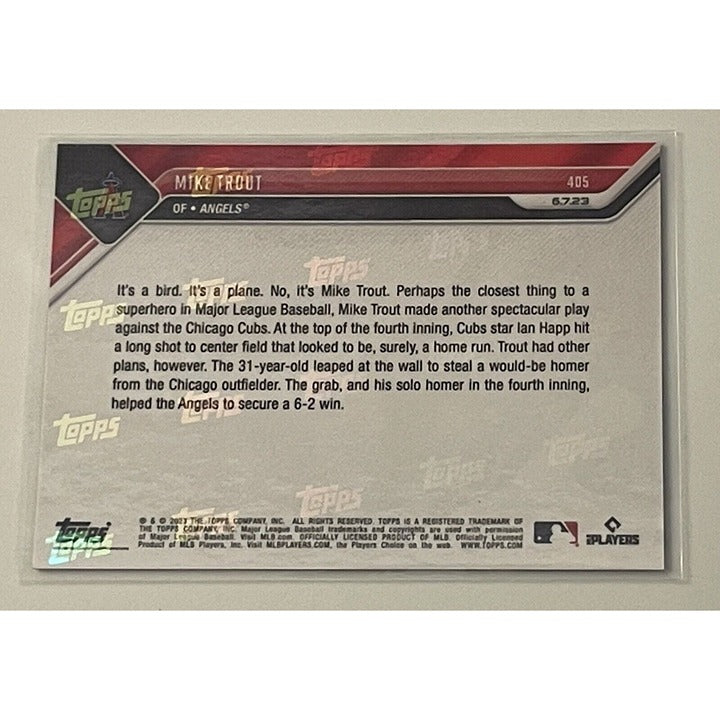 MIKE TROUT
405
OF • ANGELS®
6.7.23
Topps
It's a bird. It's a plane. No, it's Mike Trout. Perhaps the closest thing to a
superhero in Major League Baseball, Mike Trout made another spectacular play
against the Chicago Cubs. At the top of the fourth inning, Cubs star Ian Happ hit
a long shot to center field that looked to be, surely, a home run. Trout had other
plans, however. The 31-year-old leaped at the wall to steal a would-be homer
from the Chicago outfielder. The grab, and his solo homer in the fourth inning,
helped the Angels to secure a 6-2 win.
Topps
Topps
Topps
Topps
Topps
Topps
® & © 2023 THE TOPPS COMPANY, INC. ALL RIGHTS RESERVED. TOPPS IS A REGISTERED TRADEMARK OF
THE TOPPS COMPANY, INC. Major League Baseball trademarks and copyrights are used with permission
of Major League Baseball. Visit MLB.com. OFFICIALLY LICENSED PRODUCT OF MLB. Officially Licensed
Product of MLB Players, Inc. Visit MLBPLAYERS.com, the Players Choice on the web. WWW.TOPPS.COM
PLAYERS